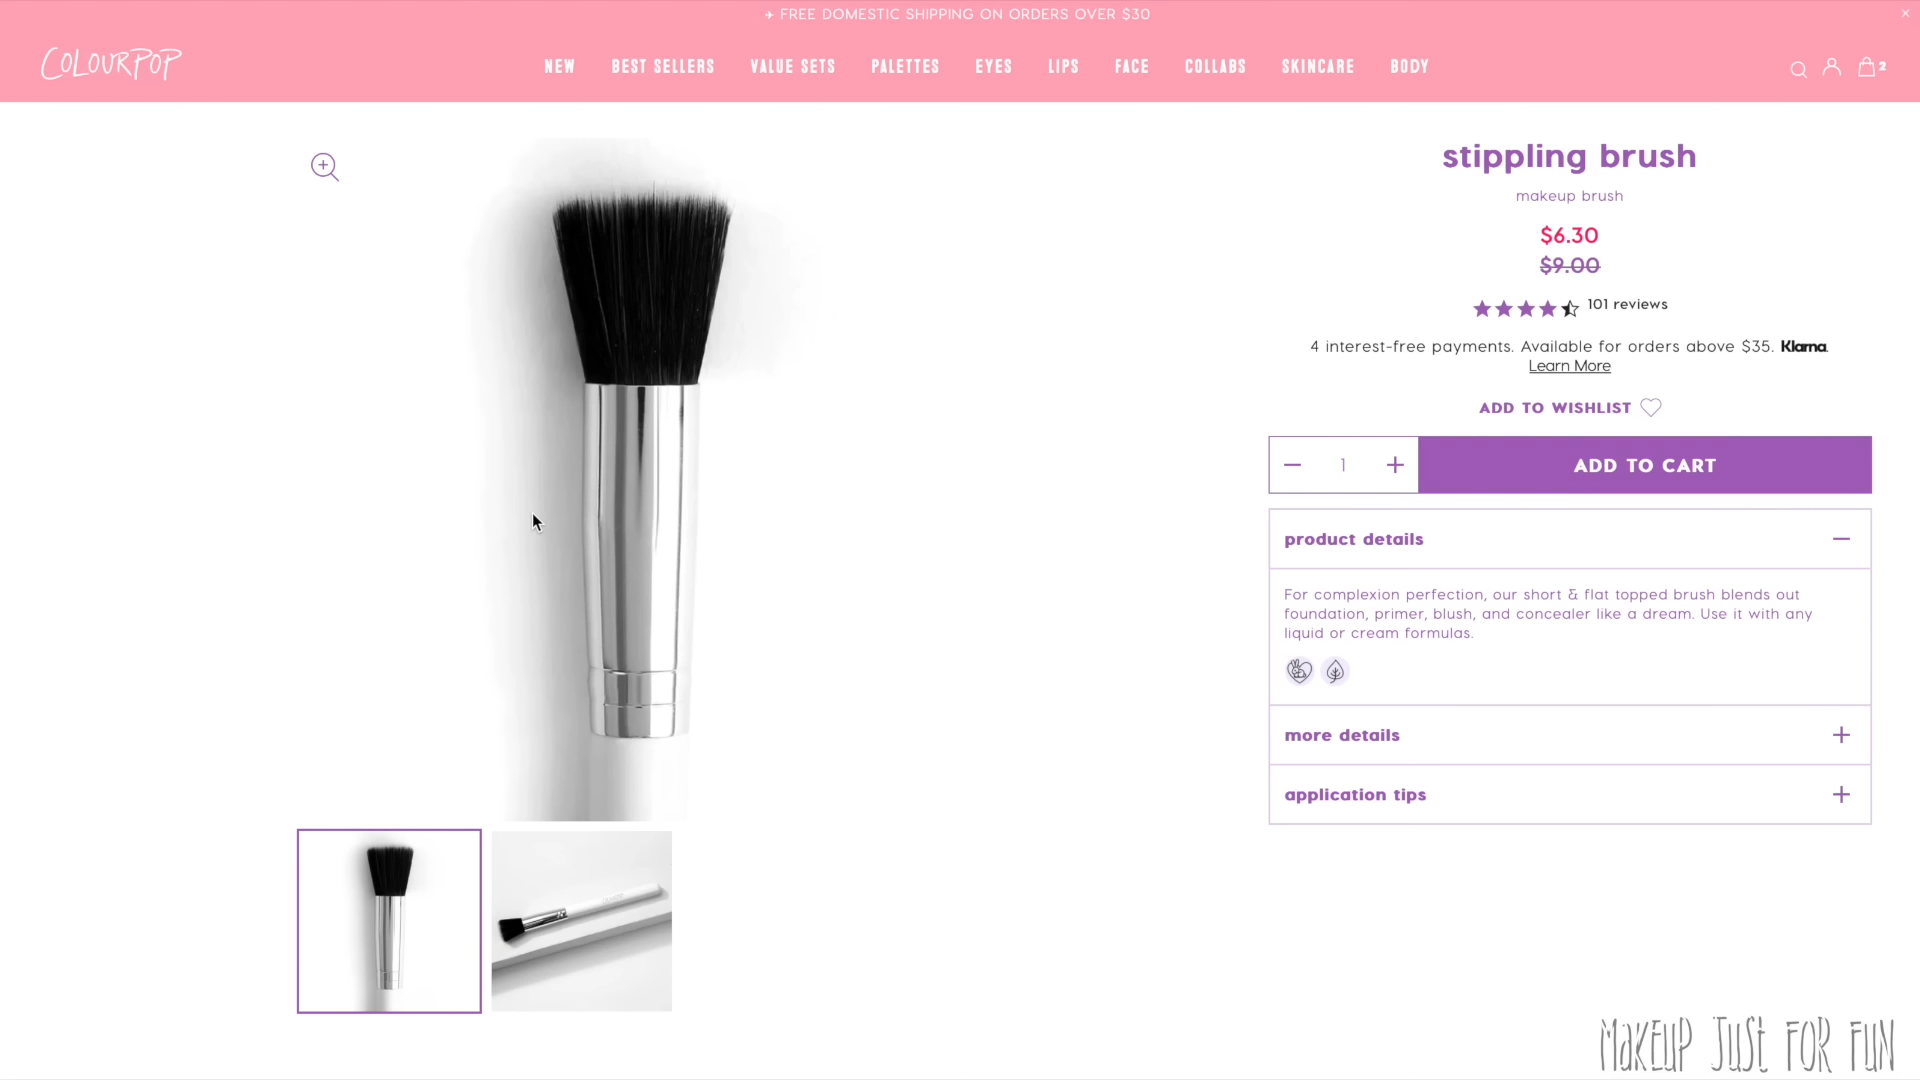 ✈ FREE DOMESTIC SHIPPING ON ORDERS OVER $30
COLOURPOP
NEW BEST SELLERS VALUE SETS PALETTES EYES LIPS FACE COLLABS SKINCARE BODY
2
stippling brush
makeup brush
$6.30
$9.00
101 reviews
4 interest-free payments. Available for orders above $35. Klarna.
Learn More
ADD TO WISHLIST
1
ADD TO CART
product details
For complexion perfection, our short & flat topped brush blends out
foundation, primer, blush, and concealer like a dream. Use it with any
liquid or cream formulas.
more details
application tips
MAKEUP JUST FOR FUN